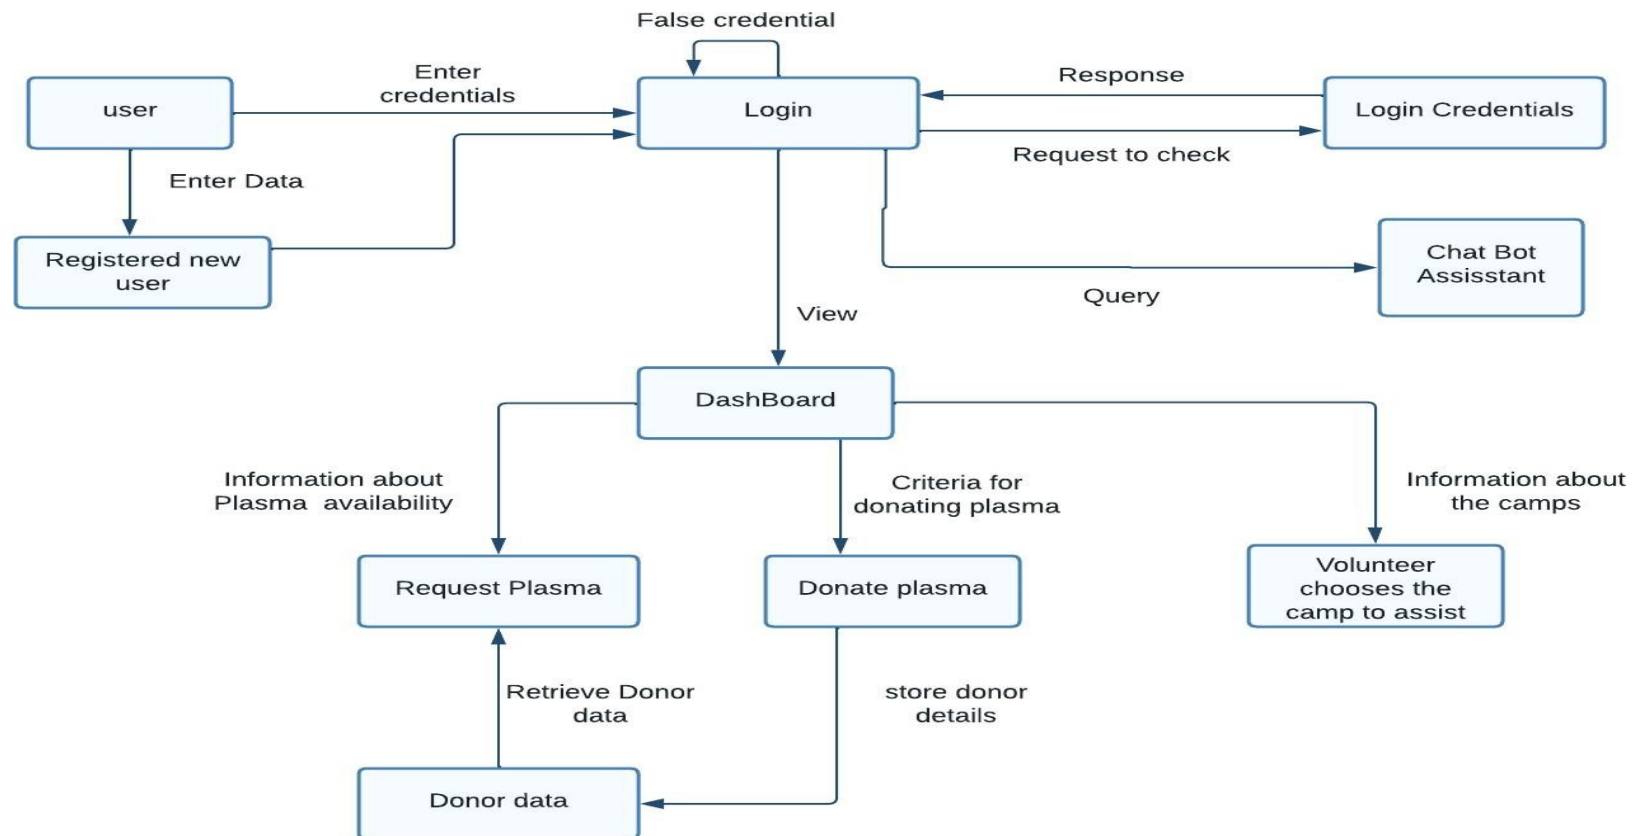 False credential
Enter
credentials
Response
user
Login
Login Credentials
Request to check
Enter Data
Registered new
user
Chat Bot
Assisstant
Query
View
DashBoard
Information about
Plasma availability
Criteria for
donating plasma
Information about
the camps
Request Plasma
Donate plasma
Volunteer
chooses the
camp to assist
Retrieve Donor
data
store donor
details
Donor data